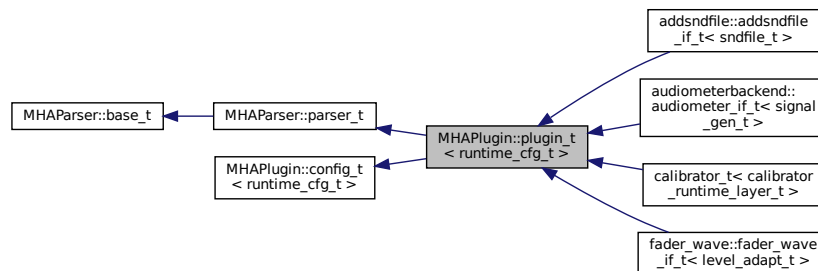 addsndfile::addsndfile
_if_t< sndfile_t >
audiometerbackend::
audiometer_if_t< signal
_gen_t >
MHAParser::base_t
MHAParser::parser_t
MHAPlugin::plugin_t
< runtime_cfg_t >
MHAPlugin::config_t
< runtime_cfg_t >
calibrator_t< calibrator
_runtime_layer_t >
fader_wave::fader_wave
_if_t< level_adapt_t >